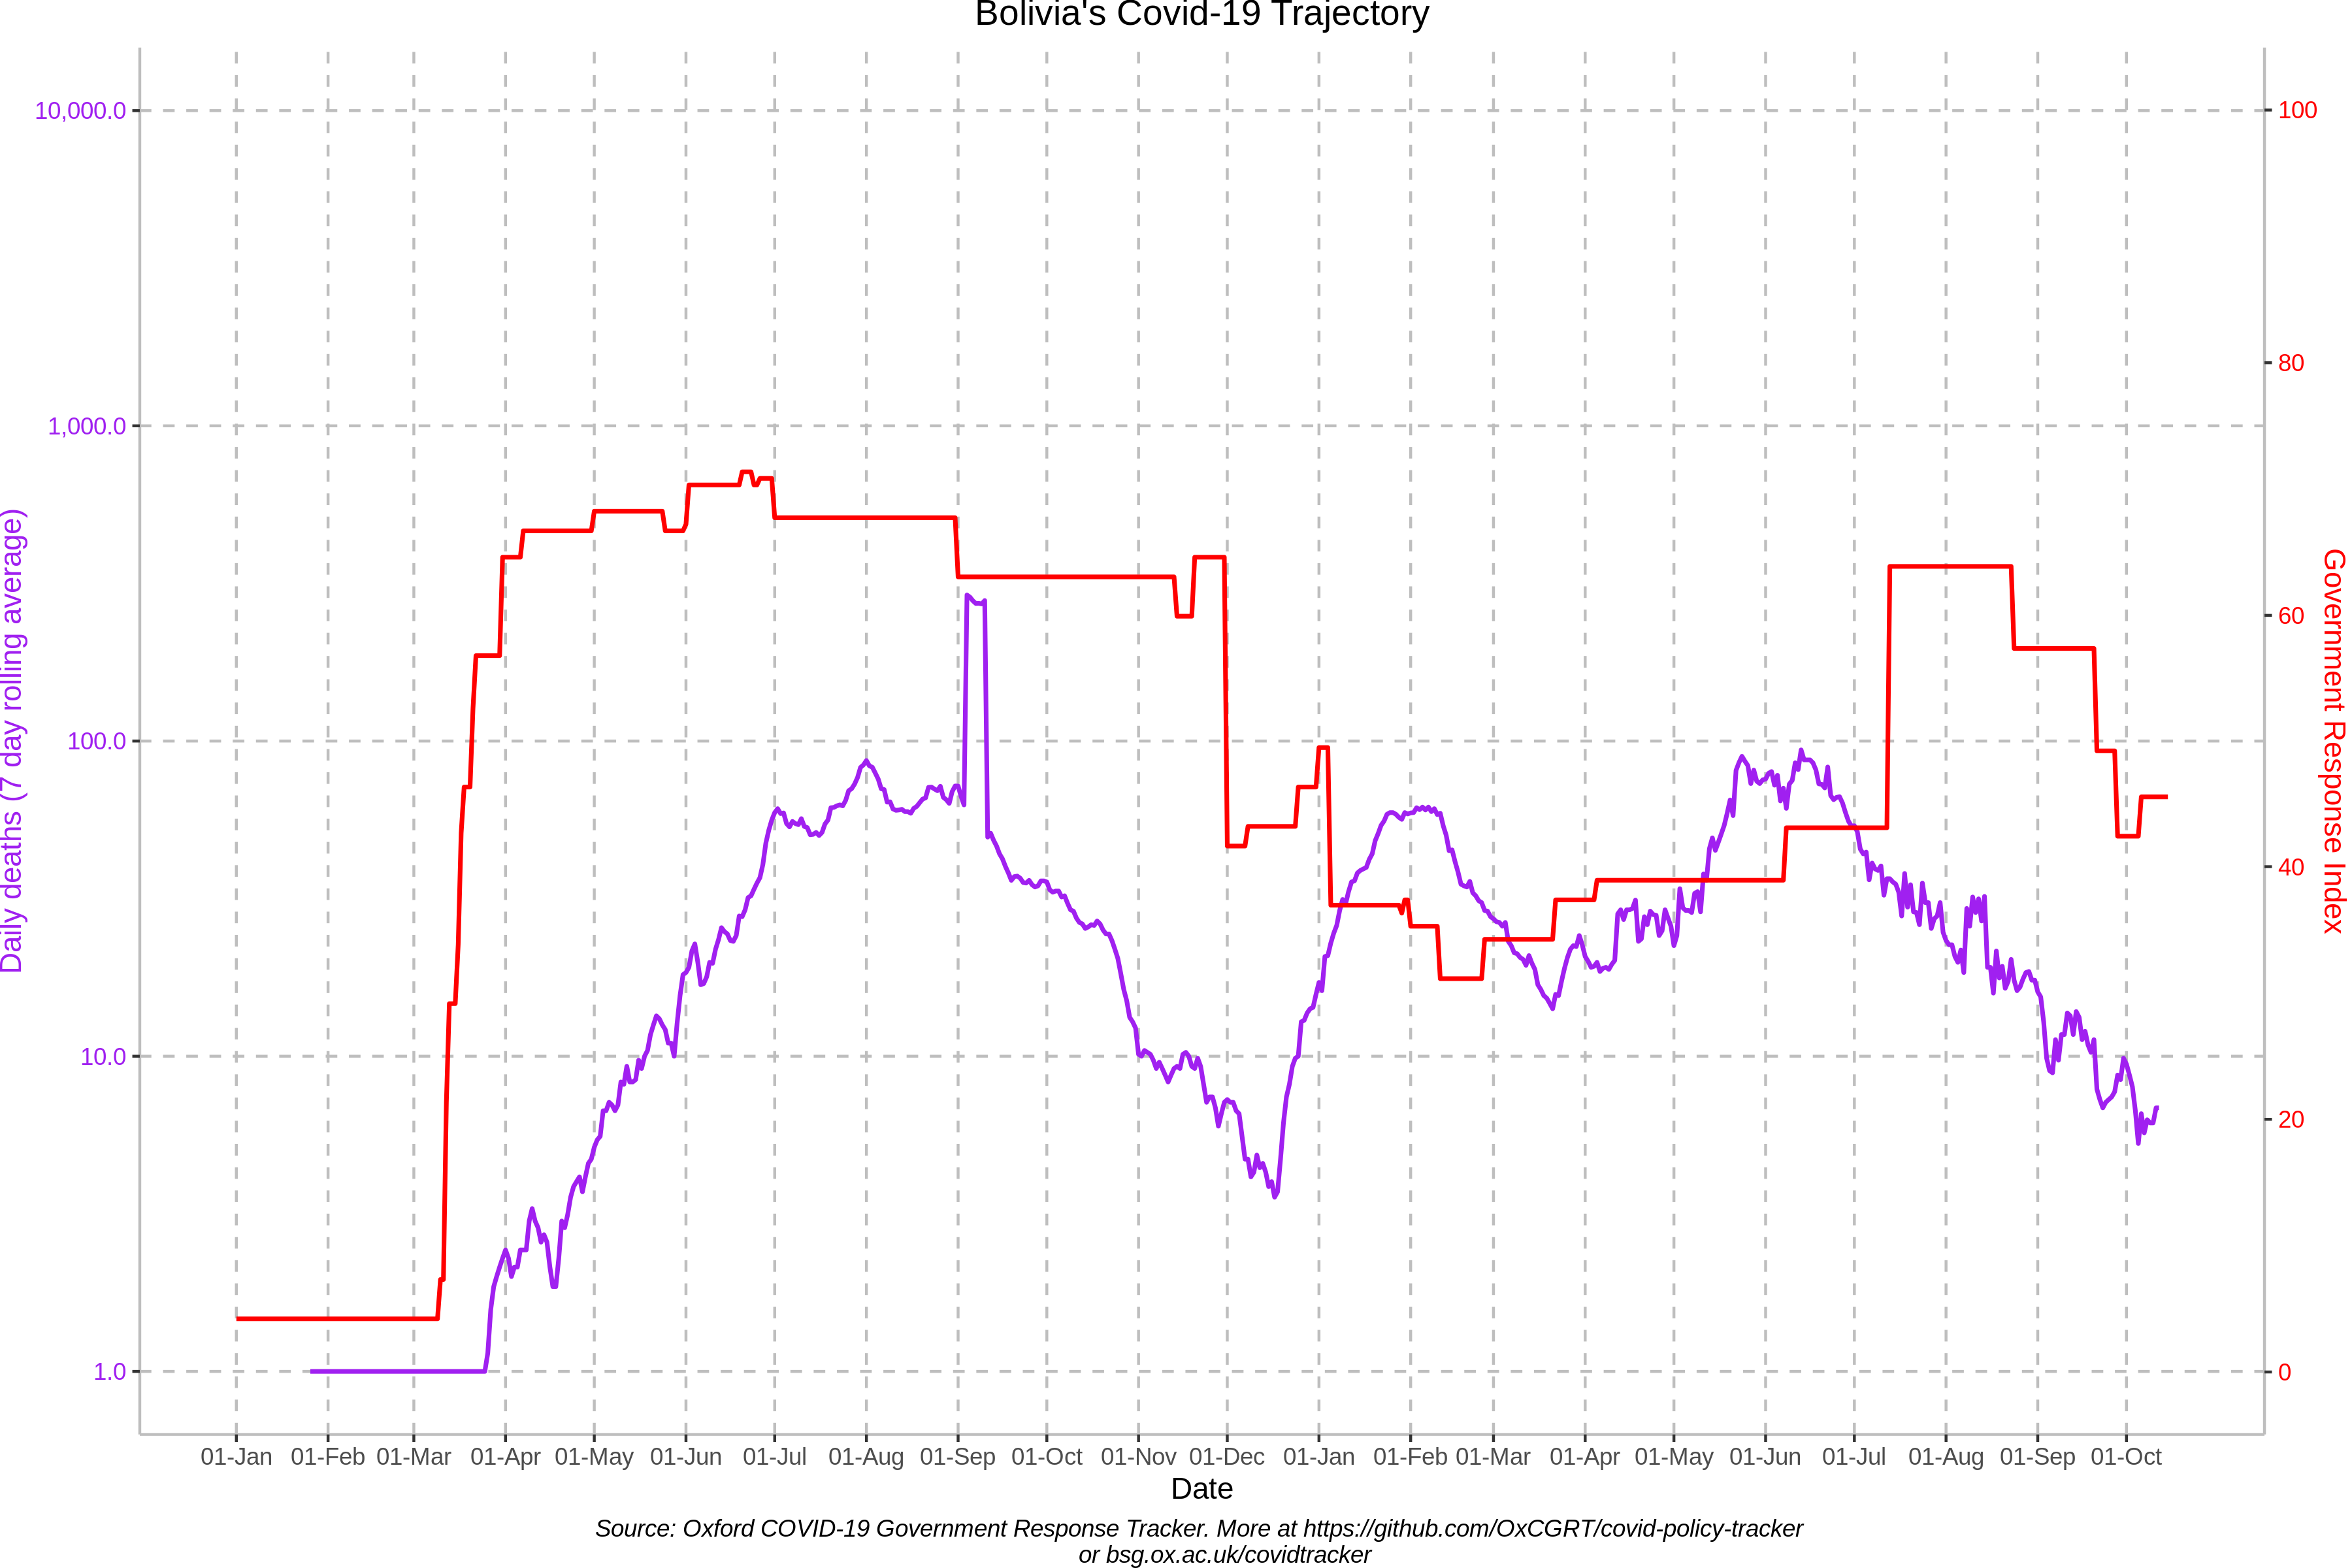 Bolivia's Covid-19 Trajectory
10,000.0
1,000.0
100.0
10.0
1.0
Daily deaths (7 day rolling average)
100
80
60
40
20
0
Government Response Index
01-Jan 01-Feb 01-Mar 01-Apr 01-May 01-Jun 01-Jul 01-Aug 01-Sep 01-Oct 01-Nov 01-Dec 01-Jan 01-Feb 01-Mar 01-Apr 01-May 01-Jun 01-Jul 01-Aug 01-Sep 01-Oct
Date
Source: Oxford COVID-19 Government Response Tracker. More at https://github.com/OxCGRT/covid-policy-tracker
or bsg.ox.ac.uk/covidtracker